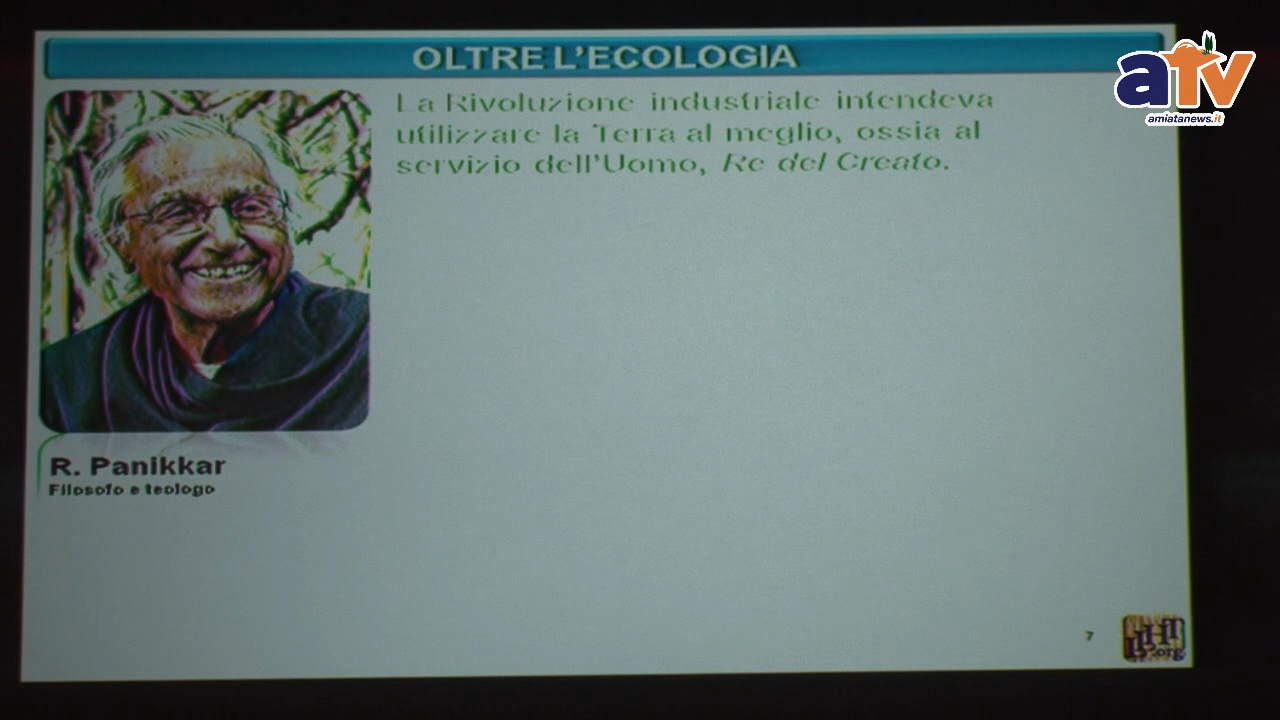 OLTRE L'ECOLOGIA
aTv
amiatanews.it
La Rivoluzione industriale intendeva
utilizzare la Terra al meglio, ossia al
servizio dell'Uomo, Re del Creato.
R. Panikkar
Filosofo e teologo
7